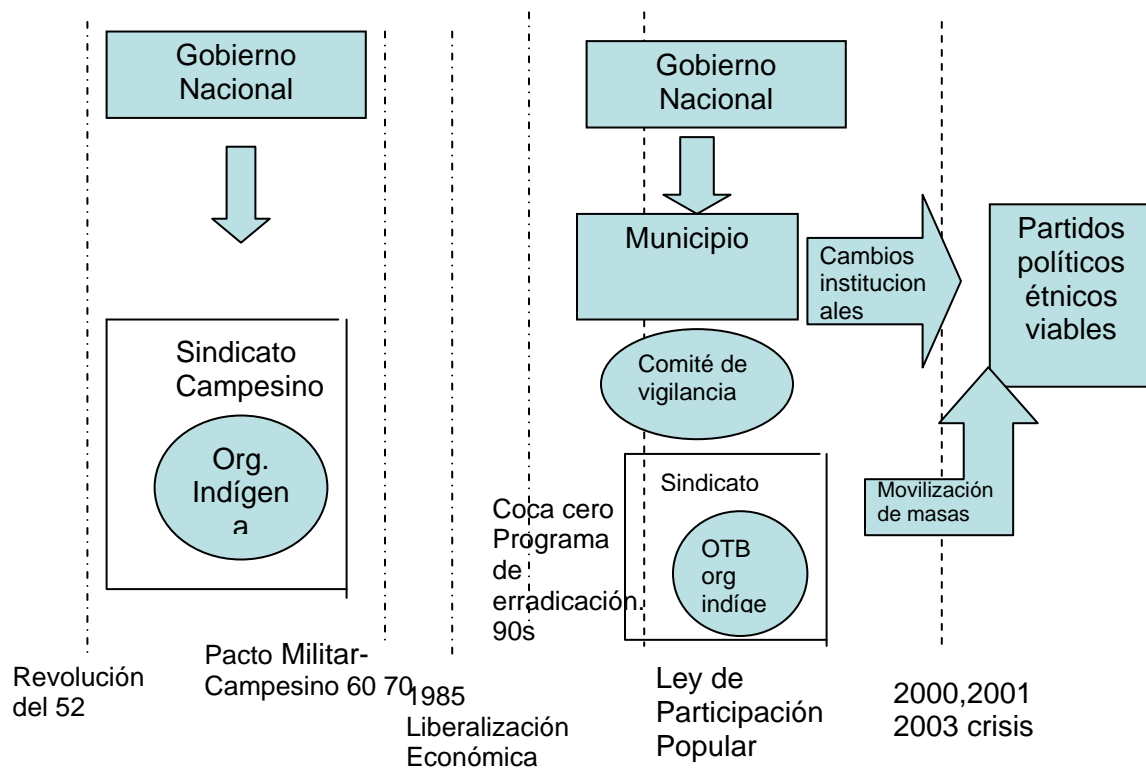 Gobierno
Nacional
Sindicato
Campesino
Org.
Indígen
a
Revolución
del 52
Pacto Militar-
Campesino 60 70
1985
Liberalización
Económica
Coca cero
Programa
de
erradicación.
90s
Gobierno
Nacional
Municipio
Comité de
vigilancia
Sindicato
OTB
org
indíge
Ley de
Participación
Popular
Cambios
institucion
ales
Movilización
de masas
Partidos
políticos
étnicos
viables
2000,2001
2003 crisis